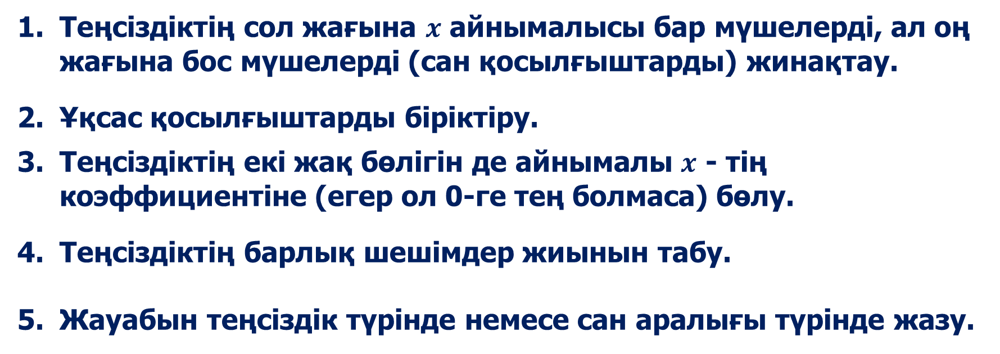 1. Теңсіздіктің сол жағына x айнымалысы бар мүшелерді, ал оң
жағына бос мүшелерді (сан қосылғыштарды) жинақтау.
2. Ұқсас қосылғыштарды біріктіру.
3. Теңсіздіктің екі жақ бөлігін де айнымалы x - тің
коэффициентіне (егер ол 0-ге тең болмаса) бөлу.
4. Теңсіздіктің барлық шешімдер жиынын табу.
5. Жауабын теңсіздік түрінде немесе сан аралығы түрінде жазу.